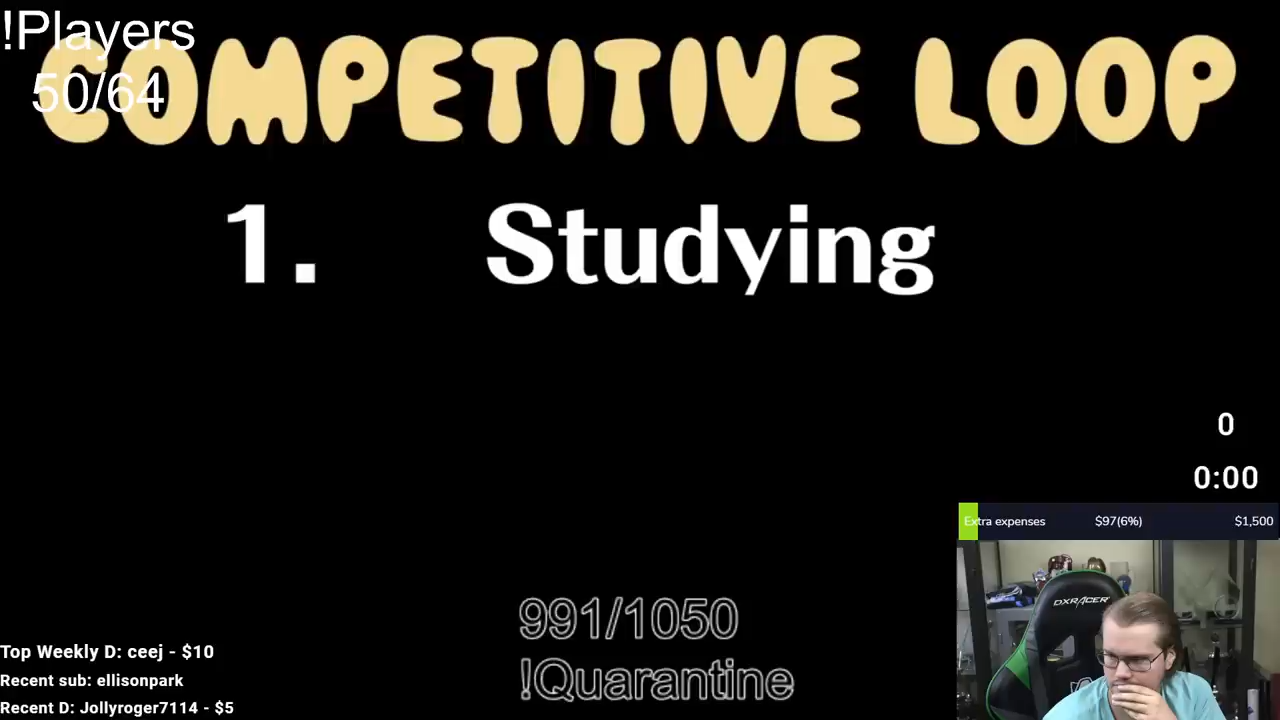 !Players
50/64
COMPETITIVE LOOP
1. Studying
0
0:00
Extra expenses $97(6%) $1,500
DXRACER
991/1050
!Quarantine
Top Weekly D: ceej - $10
Recent sub: ellisonpark
Recent D: Jollyroger7114 - $5